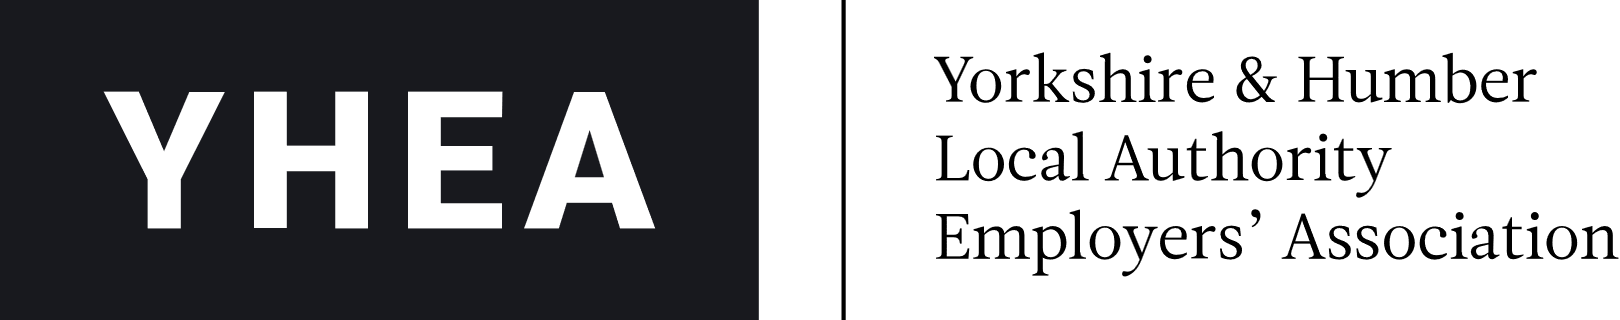 YHEA
Yorkshire & Humber
Local Authority
Employers’ Association